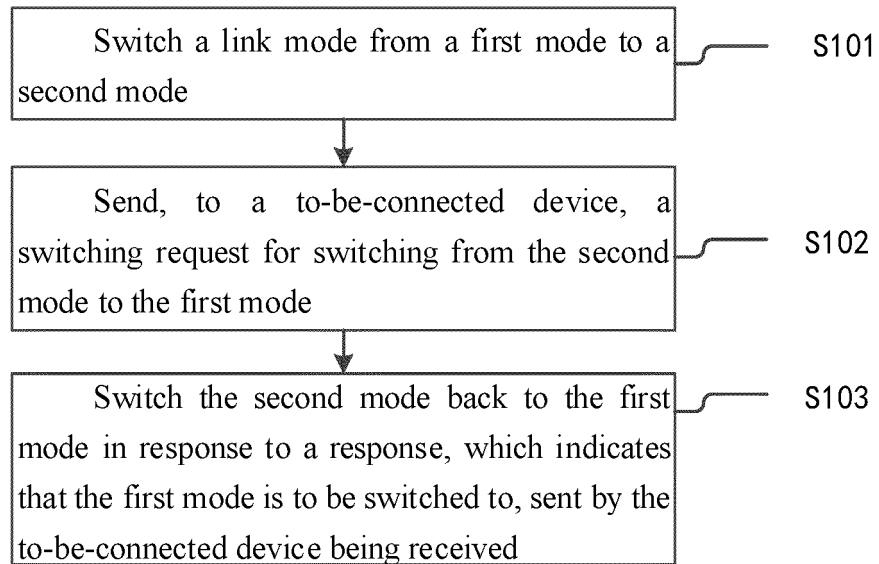 Switch a link mode from a first mode to a
second mode
S101
Send, to a to-be-connected device, a
switching request for switching from the second
mode to the first mode
S102
Switch the second mode back to the first
mode in response to a response, which indicates
that the first mode is to be switched to, sent by the
to-be-connected device being received
S103